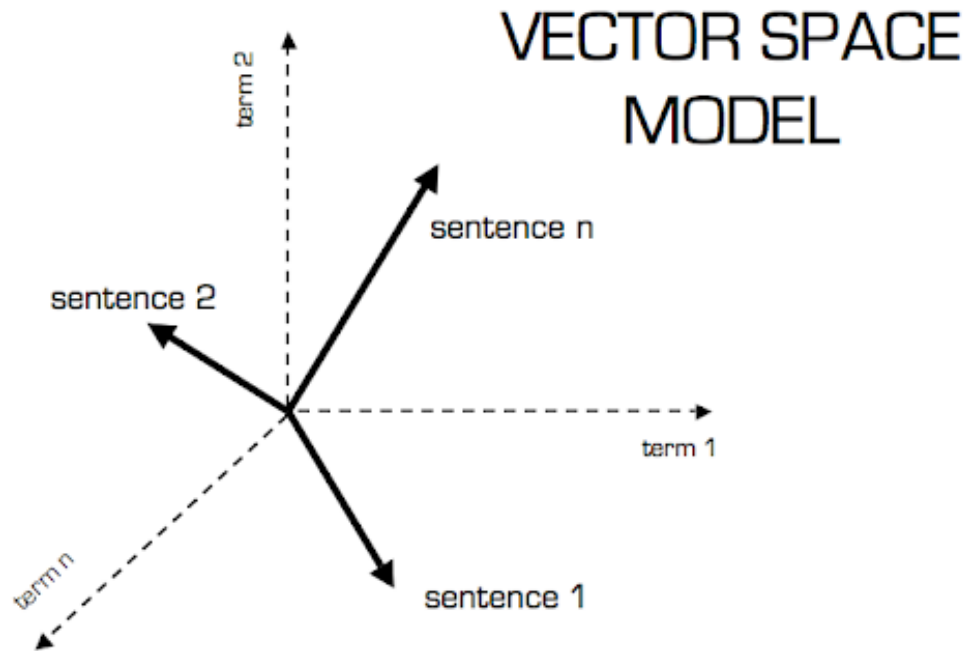 VECTOR SPACE
MODEL
term 2
sentence n
sentence 2
term 1
term n
sentence 1